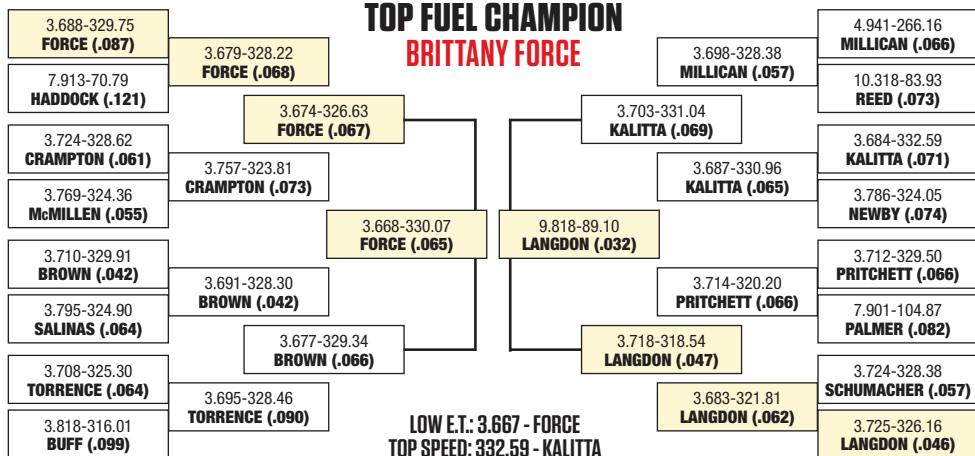 TOP FUEL CHAMPION
BRITTANY FORCE
3.688-329.75
FORCE (.087)
7.913-70.79
HADDOCK (.121)
3.724-328.62
CRAMPTON (.061)
3.769-324.36
McMILLEN (.055)
3.710-329.91
BROWN (.042)
3.795-324.90
SALINAS (.064)
3.708-325.30
TORRENCE (.064)
3.818-316.01
BUFF (.099)
3.679-328.22
FORCE (.068)
3.757-323.81
CRAMPTON (.073)
3.691-328.30
BROWN (.042)
3.695-328.46
TORRENCE (.090)
3.674-326.63
FORCE (.067)
3.677-329.34
BROWN (.066)
3.668-330.07
FORCE (.065)
9.818-89.10
LANGDON (.032)
3.703-331.04
KALITTA (.069)
3.718-318.54
LANGDON (.047)
3.698-328.38
MILLICAN (.057)
3.687-330.96
KALITTA (.065)
3.714-320.20
PRITCHETT (.066)
3.683-321.81
LANGDON (.062)
4.941-266.16
MILLICAN (.066)
10.318-83.93
REED (.073)
3.684-332.59
KALITTA (.071)
3.786-324.05
NEWBY (.074)
3.712-329.50
PRITCHETT (.066)
7.901-104.87
PALMER (.082)
3.724-328.38
SCHUMACHER (.057)
3.725-326.16
LANGDON (.046)
LOW E.T.: 3.667 - FORCE
TOP SPEED: 332.59 - KALITTA